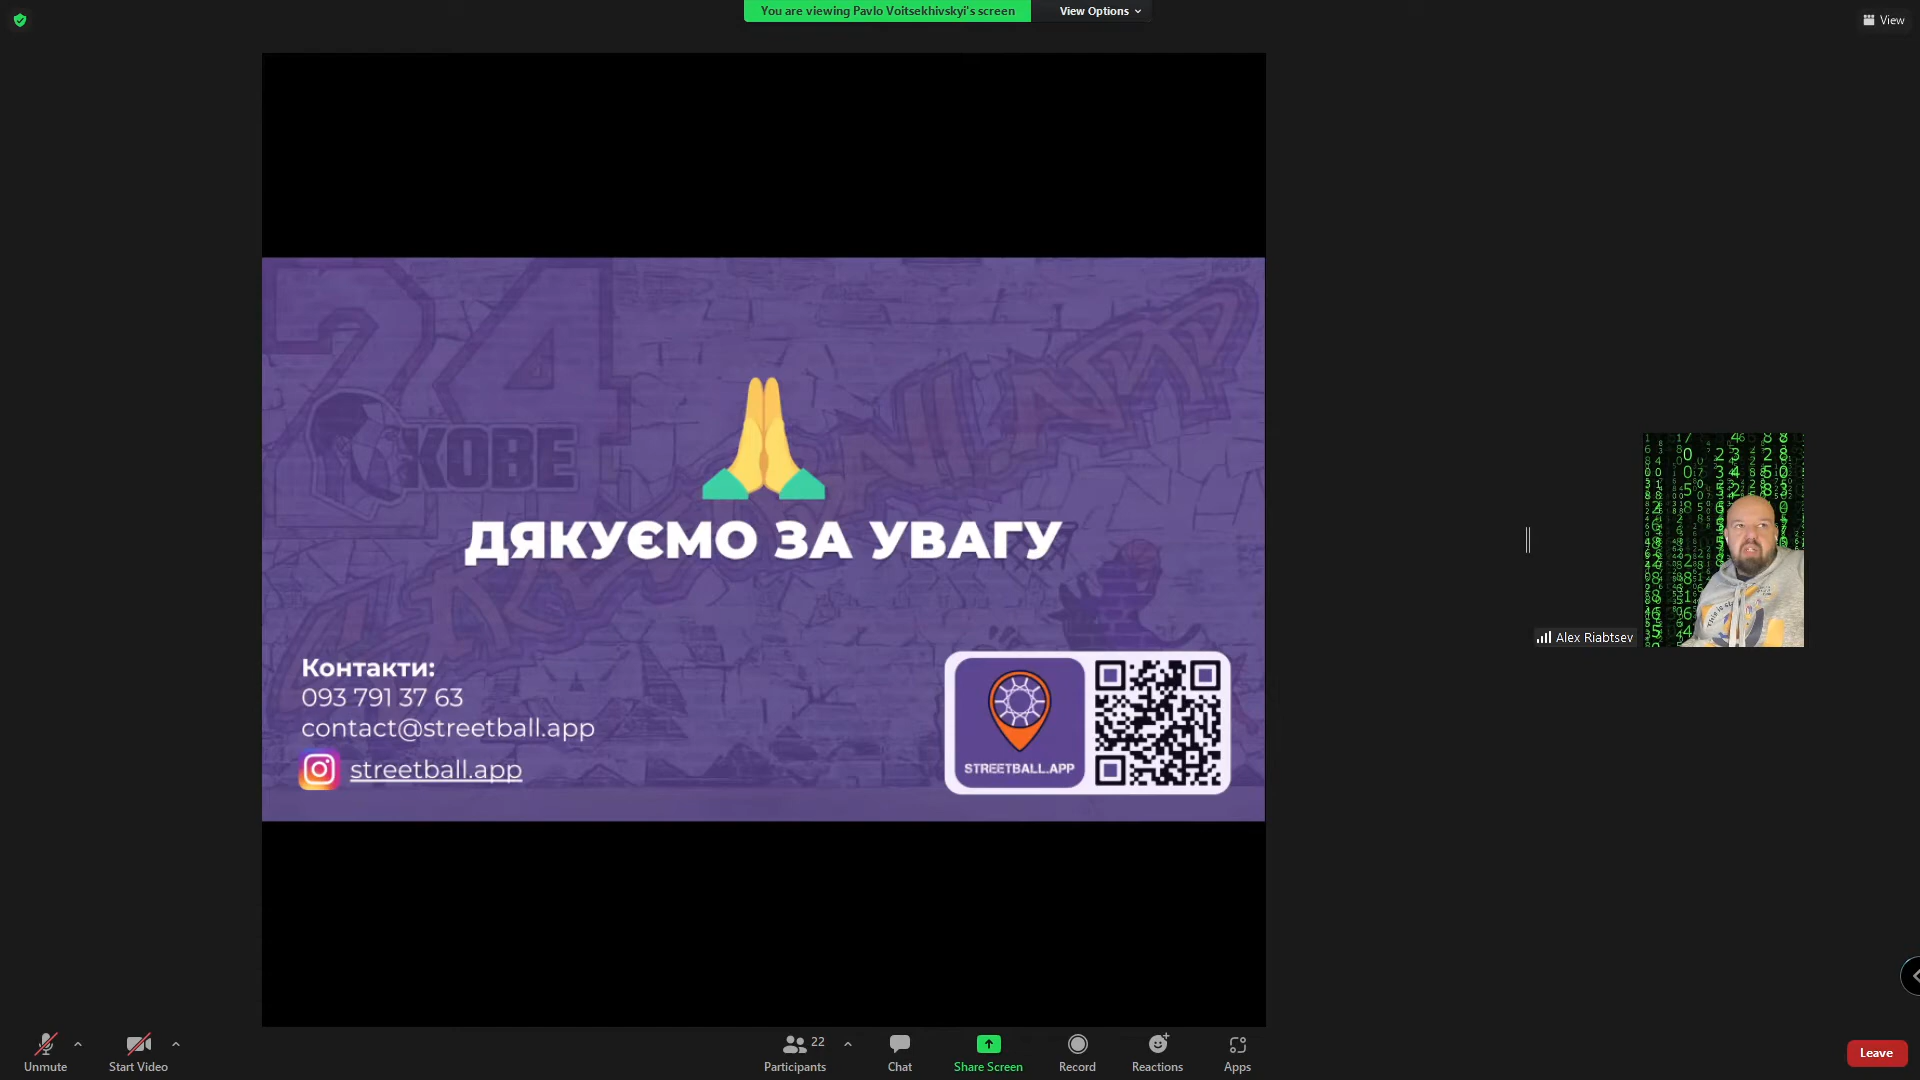 You are viewing Pavlo Voitsekhivskyi's screen
View Options
View
24
KOBE
ДЯКУЄМО ЗА УВАГУ
Контакти:
093 791 37 63
contact@streetball.app
streetball.app
STREETBALL.APP
Alex Riabtsev
Unmute
Start Video
22
Participants
Chat
Share Screen
Record
Reactions
Apps
Leave